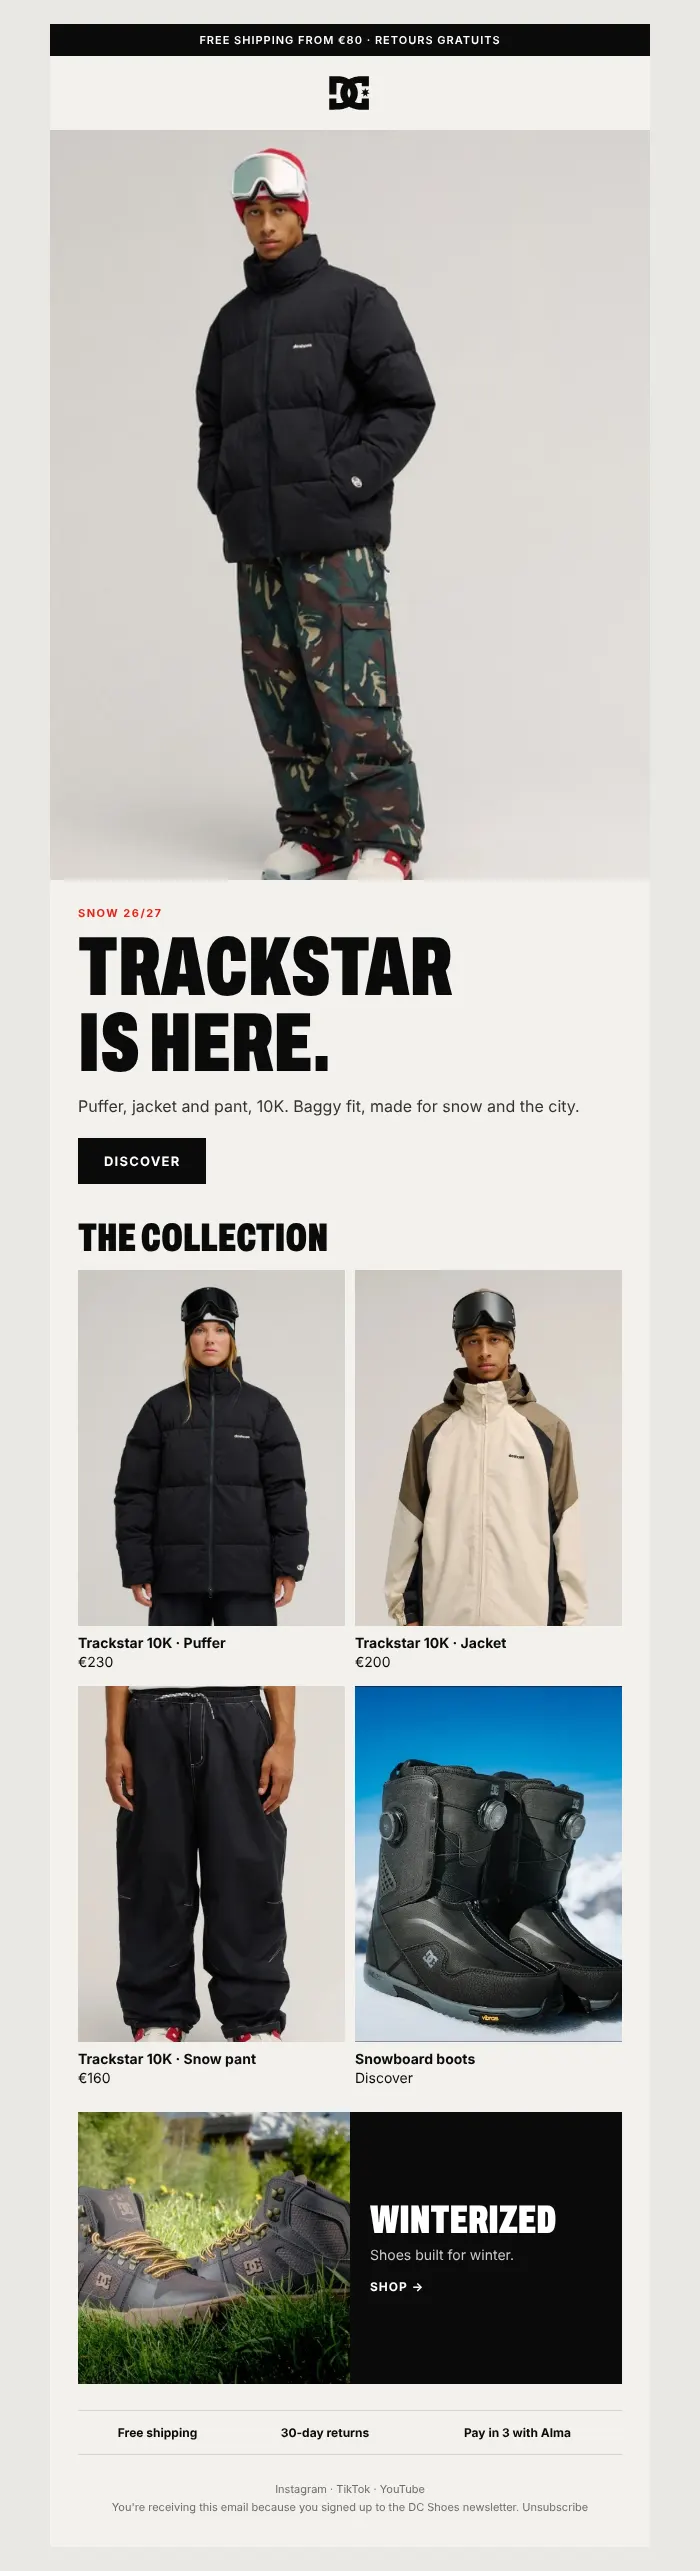 FREE SHIPPING FROM €80 · RETOURS GRATUITS
DC
SNOW 26/27
TRACKSTAR
IS HERE.
Puffer, jacket and pant, 10K. Baggy fit, made for snow and the city.
DISCOVER
THE COLLECTION
Trackstar 10K · Puffer
€230
Trackstar 10K · Jacket
€200
vibram
Trackstar 10K · Snow pant
€160
Snowboard boots
Discover
DC
DC
WINTERIZED
Shoes built for winter.
SHOP →
Free shipping
30-day returns
Pay in 3 with Alma
Instagram · TikTok · YouTube
You're receiving this email because you signed up to the DC Shoes newsletter. Unsubscribe